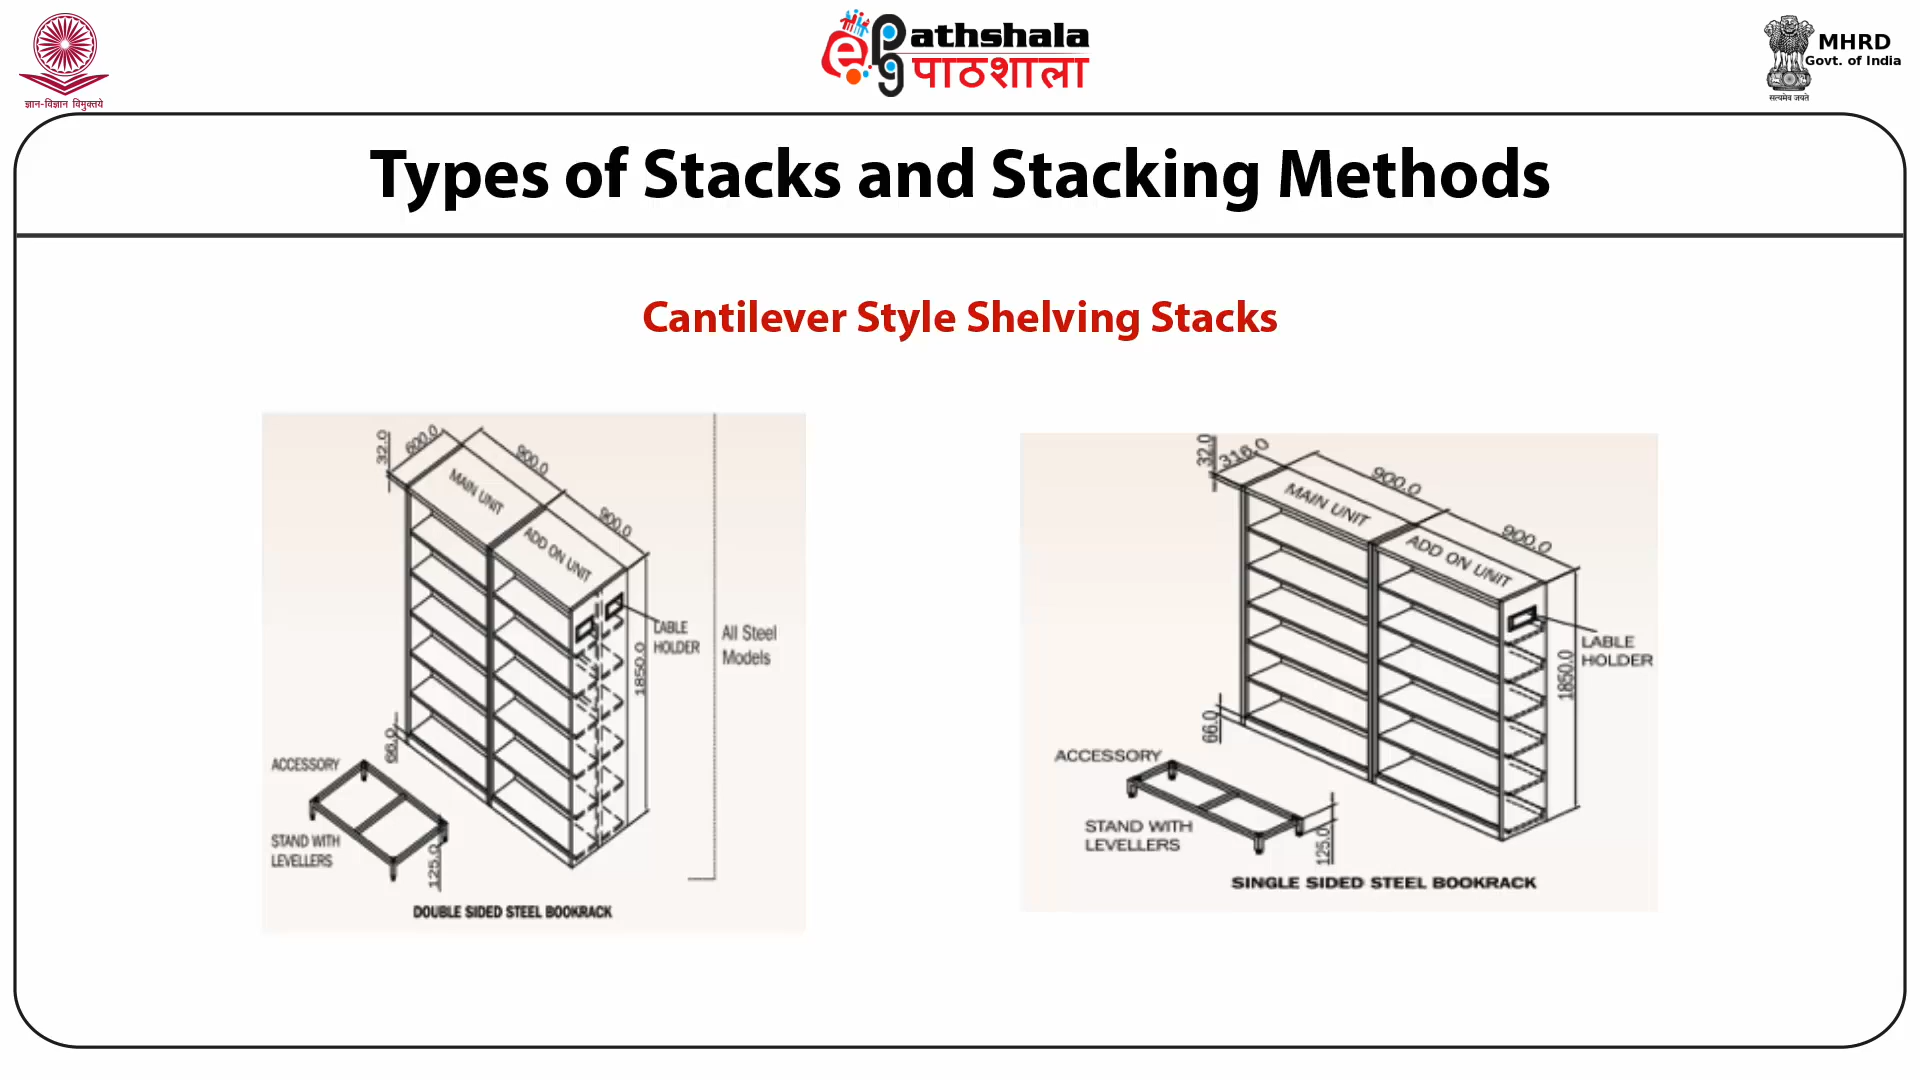 ज्ञान-विज्ञान विमुक्तये
ePathshala
पाठशाला
MHRD
Govt. of India
सत्यमेव जयते
Types of Stacks and Stacking Methods
Cantilever Style Shelving Stacks
32.0
600.0
900.0
900.0
MAIN UNIT
ADD ON UNIT
LABLE
HOLDER
1850.0
All Steel
Models
66.0
ACCESSORY
STAND WITH
LEVELLERS
125.0
DOUBLE SIDED STEEL BOOKRACK
32.0
316.0
900.0
900.0
MAIN UNIT
ADD ON UNIT
LABLE
HOLDER
1850.0
66.0
ACCESSORY
STAND WITH
LEVELLERS
125.0
SINGLE SIDED STEEL BOOKRACK